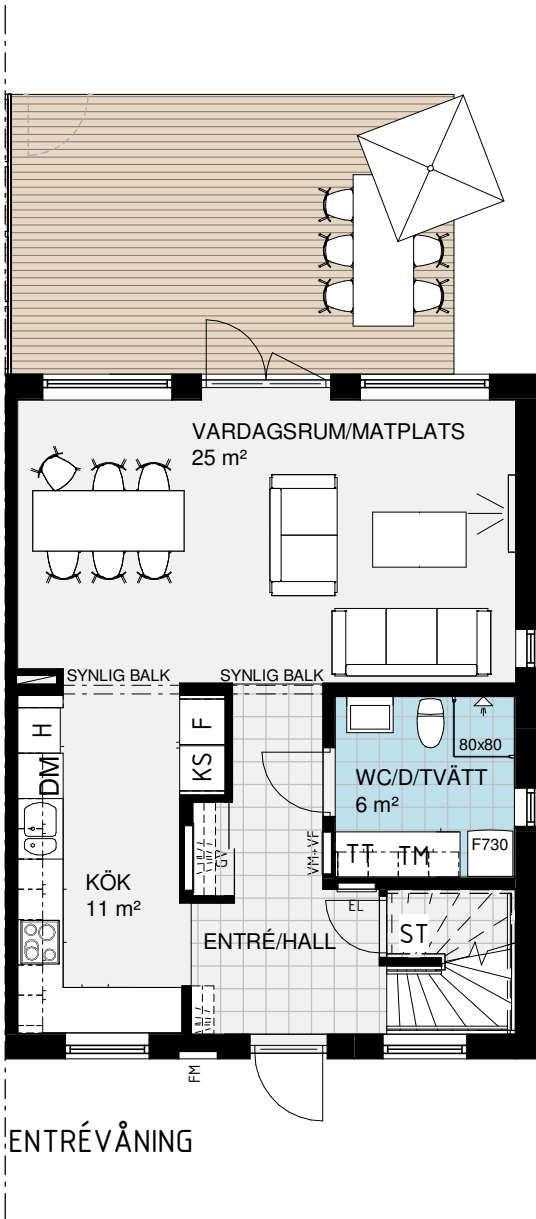 VARDAGSRUM/MATPLATS
25 m²
SYNLIG BALK
SYNLIG BALK
H
F
DM
KS
80x80
WC/D/TVÄTT
6 m²
GV
VM+VF
TT
TM
F730
KÖK
11 m²
EL
ENTRÉ/HALL
ST
FM
ENTRÉVÅNING